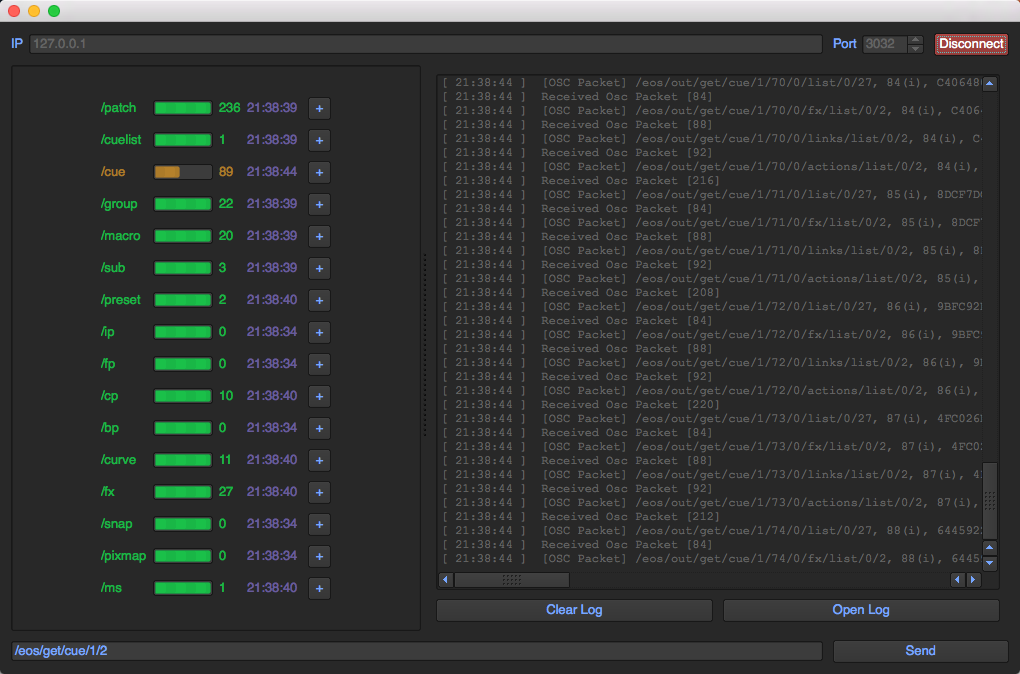 IP 127.0.0.1 Port 3032 Disconnect
/patch 236 21:38:39 +
/cuelist 1 21:38:39 +
/cue 89 21:38:44 +
/group 22 21:38:39 +
/macro 20 21:38:39 +
/sub 3 21:38:39 +
/preset 2 21:38:40 +
/ip 0 21:38:34 +
/fp 0 21:38:34 +
/cp 10 21:38:40 +
/bp 0 21:38:34 +
/curve 11 21:38:40 +
/fx 27 21:38:40 +
/snap 0 21:38:34 +
/pixmap 0 21:38:34 +
/ms 1 21:38:40 +
[ 21:38:44 ] [OSC Packet] /eos/out/get/cue/1/70/0/list/0/27, 84(i), C40648
[ 21:38:44 ] Received Osc Packet [84]
[ 21:38:44 ] [OSC Packet] /eos/out/get/cue/1/70/0/fx/list/0/2, 84(i), C406
[ 21:38:44 ] Received Osc Packet [88]
[ 21:38:44 ] [OSC Packet] /eos/out/get/cue/1/70/0/links/list/0/2, 84(i), C
[ 21:38:44 ] Received Osc Packet [92]
[ 21:38:44 ] [OSC Packet] /eos/out/get/cue/1/70/0/actions/list/0/2, 84(i),
[ 21:38:44 ] Received Osc Packet [216]
[ 21:38:44 ] [OSC Packet] /eos/out/get/cue/1/71/0/list/0/27, 85(i), 8DCF7D
[ 21:38:44 ] Received Osc Packet [84]
[ 21:38:44 ] [OSC Packet] /eos/out/get/cue/1/71/0/fx/list/0/2, 85(i), 8DCF
[ 21:38:44 ] Received Osc Packet [88]
[ 21:38:44 ] [OSC Packet] /eos/out/get/cue/1/71/0/links/list/0/2, 85(i), 8
[ 21:38:44 ] Received Osc Packet [92]
[ 21:38:44 ] [OSC Packet] /eos/out/get/cue/1/71/0/actions/list/0/2, 85(i),
[ 21:38:44 ] Received Osc Packet [208]
[ 21:38:44 ] [OSC Packet] /eos/out/get/cue/1/72/0/list/0/27, 86(i), 9BFC92
[ 21:38:44 ] Received Osc Packet [84]
[ 21:38:44 ] [OSC Packet] /eos/out/get/cue/1/72/0/fx/list/0/2, 86(i), 9BFC
[ 21:38:44 ] Received Osc Packet [88]
[ 21:38:44 ] [OSC Packet] /eos/out/get/cue/1/72/0/links/list/0/2, 86(i), 9
[ 21:38:44 ] Received Osc Packet [92]
[ 21:38:44 ] [OSC Packet] /eos/out/get/cue/1/72/0/actions/list/0/2, 86(i),
[ 21:38:44 ] Received Osc Packet [220]
[ 21:38:44 ] [OSC Packet] /eos/out/get/cue/1/73/0/list/0/27, 87(i), 4FC026
[ 21:38:44 ] Received Osc Packet [84]
[ 21:38:44 ] [OSC Packet] /eos/out/get/cue/1/73/0/fx/list/0/2, 87(i), 4FC0
[ 21:38:44 ] Received Osc Packet [88]
[ 21:38:44 ] [OSC Packet] /eos/out/get/cue/1/73/0/links/list/0/2, 87(i), 4
[ 21:38:44 ] Received Osc Packet [92]
[ 21:38:44 ] [OSC Packet] /eos/out/get/cue/1/73/0/actions/list/0/2, 87(i),
[ 21:38:44 ] Received Osc Packet [212]
[ 21:38:44 ] [OSC Packet] /eos/out/get/cue/1/74/0/list/0/27, 88(i), 644592
[ 21:38:44 ] Received Osc Packet [84]
[ 21:38:44 ] [OSC Packet] /eos/out/get/cue/1/74/0/fx/list/0/2, 88(i), 6445
Clear Log Open Log
/eos/get/cue/1/2 Send